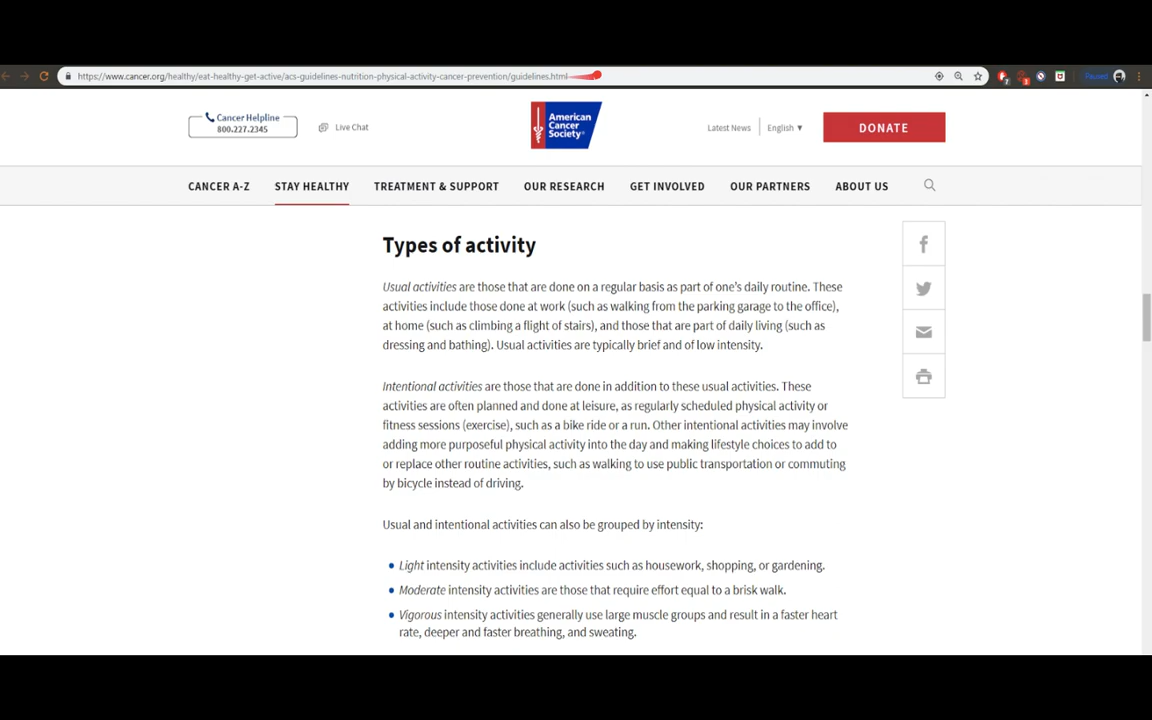 https://www.cancer.org/healthy/eat-healthy-get-active/acs-guidelines-nutrition-physical-activity-cancer-prevention/guidelines.html
Paused
Cancer Helpline
800.227.2345
Live Chat
American
Cancer
Society®
Latest News
English ▼
DONATE
CANCER A-Z
STAY HEALTHY
TREATMENT & SUPPORT
OUR RESEARCH
GET INVOLVED
OUR PARTNERS
ABOUT US
Types of activity
Usual activities are those that are done on a regular basis as part of one's daily routine. These
activities include those done at work (such as walking from the parking garage to the office),
at home (such as climbing a flight of stairs), and those that are part of daily living (such as
dressing and bathing). Usual activities are typically brief and of low intensity.
Intentional activities are those that are done in addition to these usual activities. These
activities are often planned and done at leisure, as regularly scheduled physical activity or
fitness sessions (exercise), such as a bike ride or a run. Other intentional activities may involve
adding more purposeful physical activity into the day and making lifestyle choices to add to
or replace other routine activities, such as walking to use public transportation or commuting
by bicycle instead of driving.
Usual and intentional activities can also be grouped by intensity:
• Light intensity activities include activities such as housework, shopping, or gardening.
• Moderate intensity activities are those that require effort equal to a brisk walk.
• Vigorous intensity activities generally use large muscle groups and result in a faster heart
rate, deeper and faster breathing, and sweating.